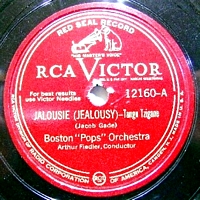 RED SEAL RECORD
"HIS MASTER'S VOICE"
RCA VICTOR
For best results
use Victor Needles
12160-A
JALOUSIE (JEALOUSY)-Tango Tzigane
(Jacob Gade)
Boston "Pops" Orchestra
Arthur Fiedler, Conductor
RCA